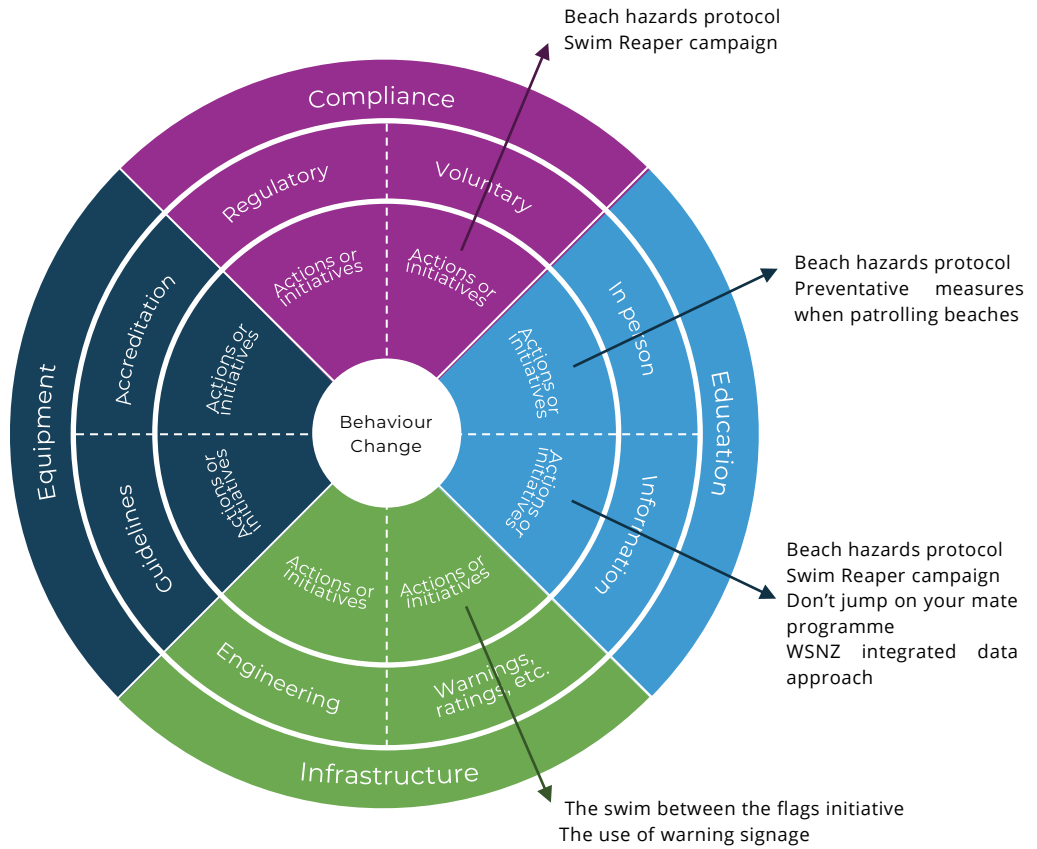 Beach hazards protocol
Swim Reaper campaign
Compliance
Regulatory
Voluntary
Actions or
initiatives
Actions or
initiatives
Beach hazards protocol
Preventative measures
when patrolling beaches
In person
Actions or
initiatives
Education
Accreditation
Actions or
initiatives
Equipment
Behaviour
Change
Actions or
Initiatives
Guidelines
Actions or
Initiatives
Information
Beach hazards protocol
Swim Reaper campaign
Don’t jump on your mate
programme
WSNZ integrated data
approach
Actions or
initiatives
Actions or
initiatives
Engineering
Warnings,
ratings, etc.
Infrastructure
The swim between the flags initiative
The use of warning signage